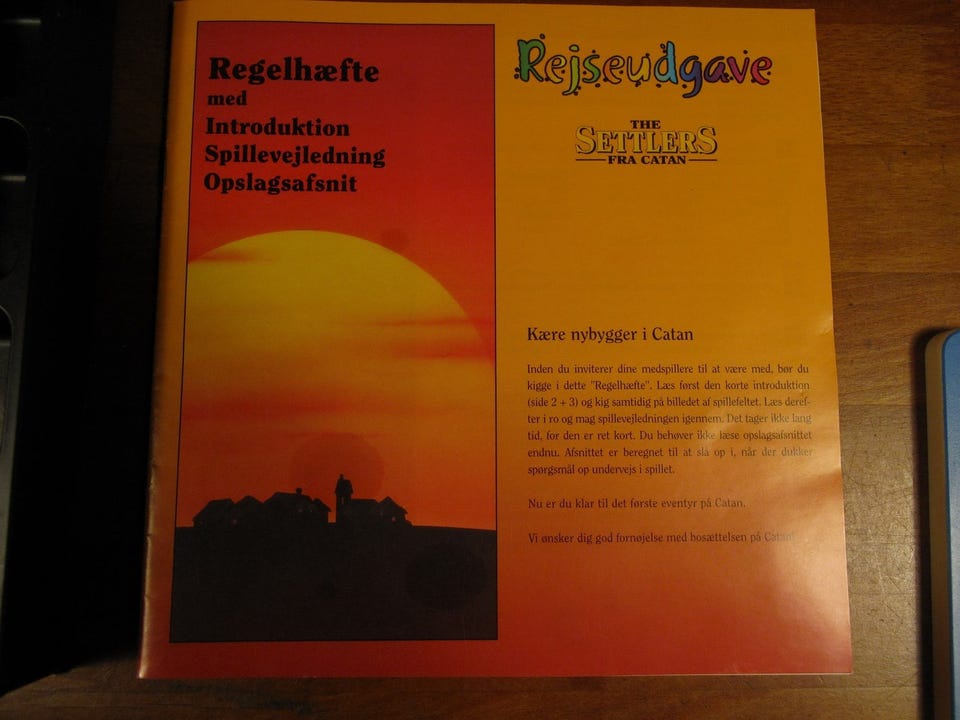 Regelhæfte
med
Introduktion
Spillevejledning
Opslagsafsnit
Rejseudgave
THE
SETTLERS
FRA CATAN
Kære nybygger i Catan
Inden du inviterer dine medspillere til at være med, bør du
kigge i dette "Regelhæfte". Læs først den korte introduktion
(side 2 + 3) og kig samtidig på billedet af spillefeltet. Læs deref-
ter i ro og mag spillevejledningen igennem. Det tager ikke lang
tid, for den er ret kort. Du behøver ikke læse opslagsafsnittet
endnu. Afsnittet er beregnet til at slå op i, når der dukker
spørgsmål op undervejs i spillet.
Nu er du klar til det første eventyr på Catan.
Vi ønsker dig god fornøjelse med bosættelsen på Catan!